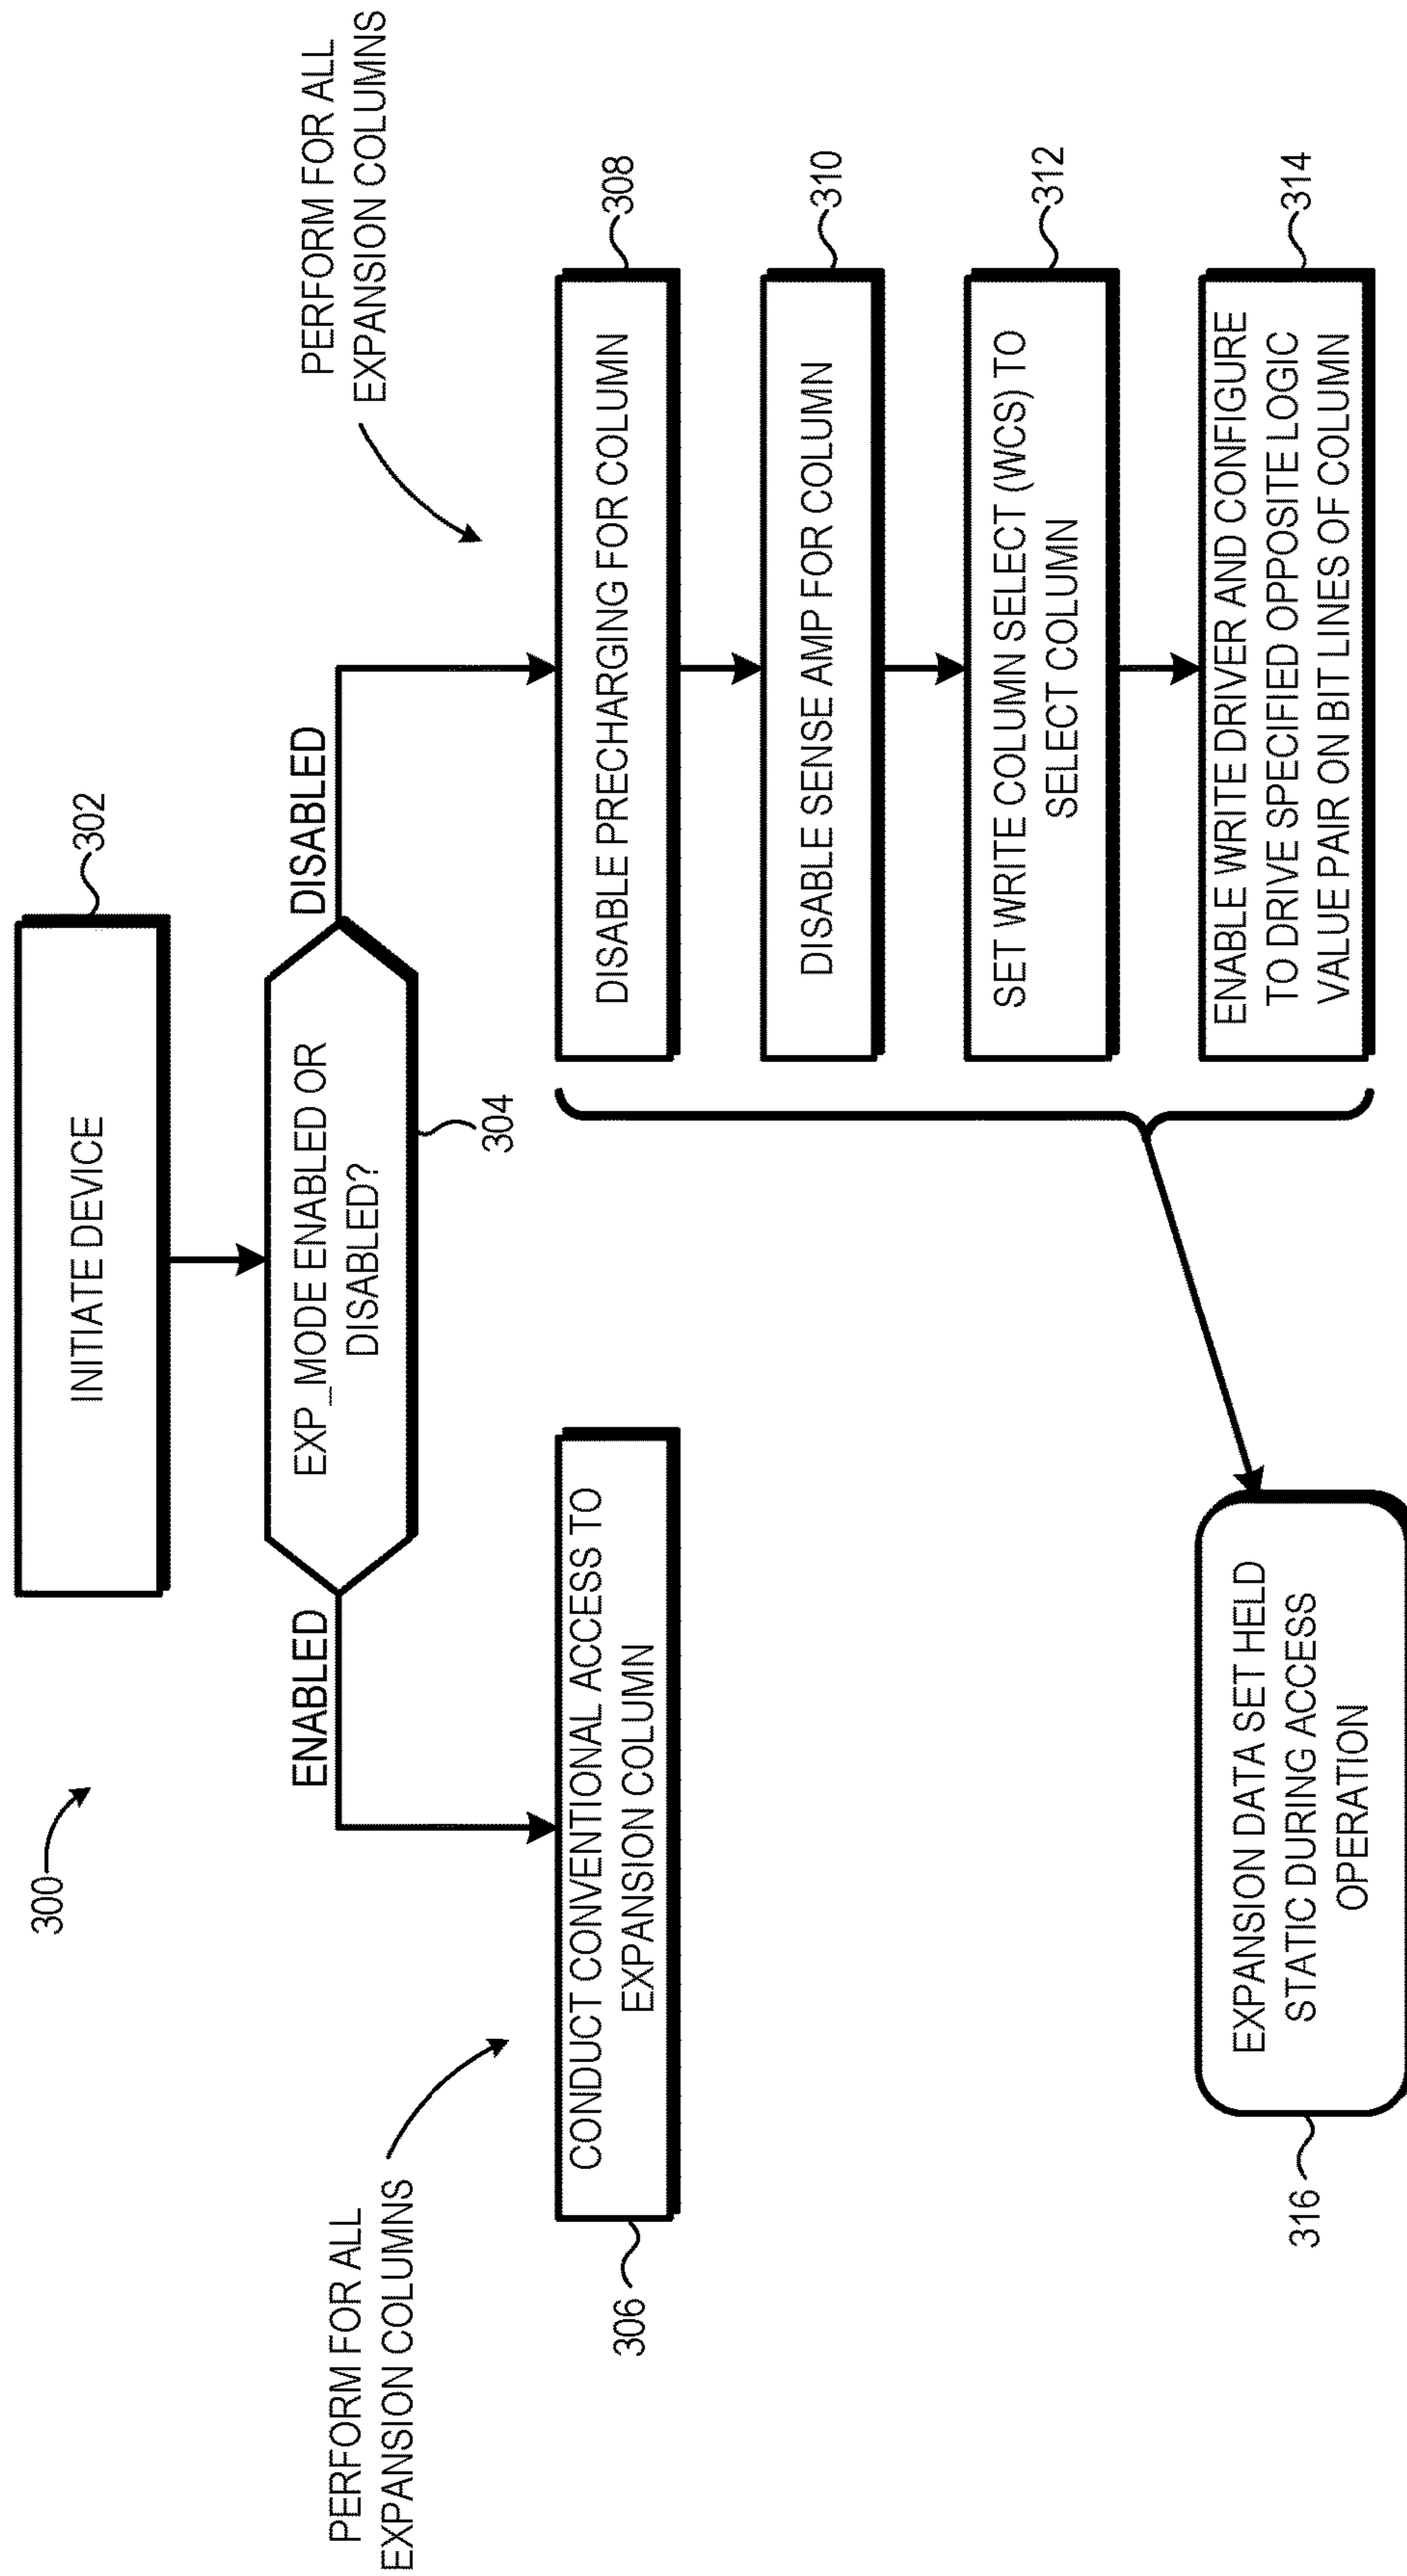 300
INITIATE DEVICE
302
EXP_MODE ENABLED OR
DISABLED?
304
ENABLED
DISABLED
PERFORM FOR ALL
EXPANSION COLUMNS
CONDUCT CONVENTIONAL ACCESS TO
EXPANSION COLUMN
306
PERFORM FOR ALL
EXPANSION COLUMNS
DISABLE PRECHARGING FOR COLUMN
308
DISABLE SENSE AMP FOR COLUMN
310
SET WRITE COLUMN SELECT (WCS) TO
SELECT COLUMN
312
ENABLE WRITE DRIVER AND CONFIGURE
TO DRIVE SPECIFIED OPPOSITE LOGIC
VALUE PAIR ON BIT LINES OF COLUMN
314
EXPANSION DATA SET HELD
STATIC DURING ACCESS
OPERATION
316